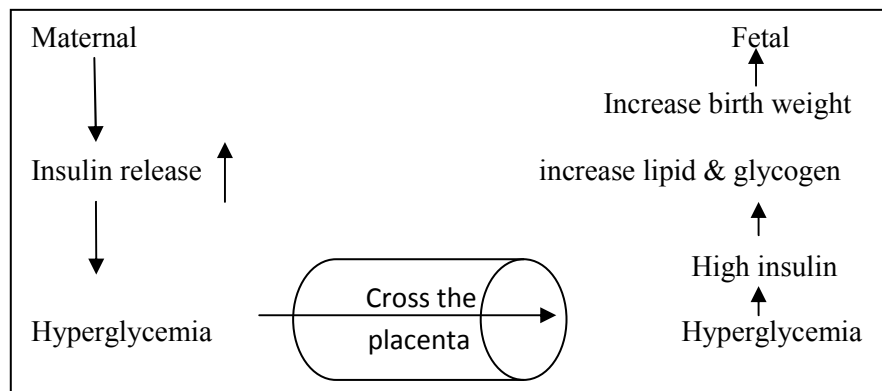 Maternal
Insulin release
Hyperglycemia
Cross the
placenta
Fetal
Increase birth weight
increase lipid & glycogen
High insulin
Hyperglycemia